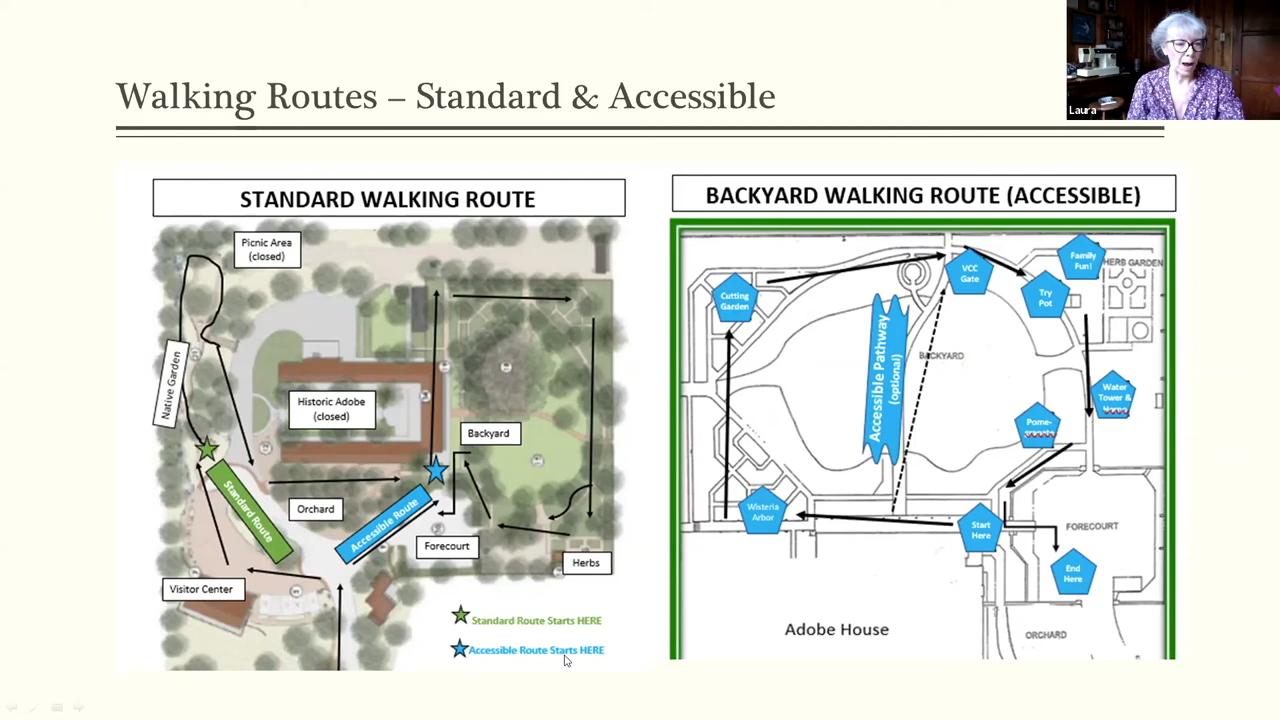 Laura
Walking Routes – Standard & Accessible
STANDARD WALKING ROUTE
Picnic Area
(closed)
Native Garden
Historic Adobe
(closed)
Backyard
Standard Route
Orchard
Accessible Route
Forecourt
Herbs
Visitor Center
Standard Route Starts HERE
Accessible Route Starts HERE
BACKYARD WALKING ROUTE (ACCESSIBLE)
Family
Fun!
HERB GARDEN
VCC
Gate
Cutting
Garden
Try
Pot
Accessible Pathway
(optional)
BACKYARD
Water
Tower &
Pome-
Wisteria
Arbor
Start
Here
FORECOURT
End
Here
Adobe House
ORCHARD